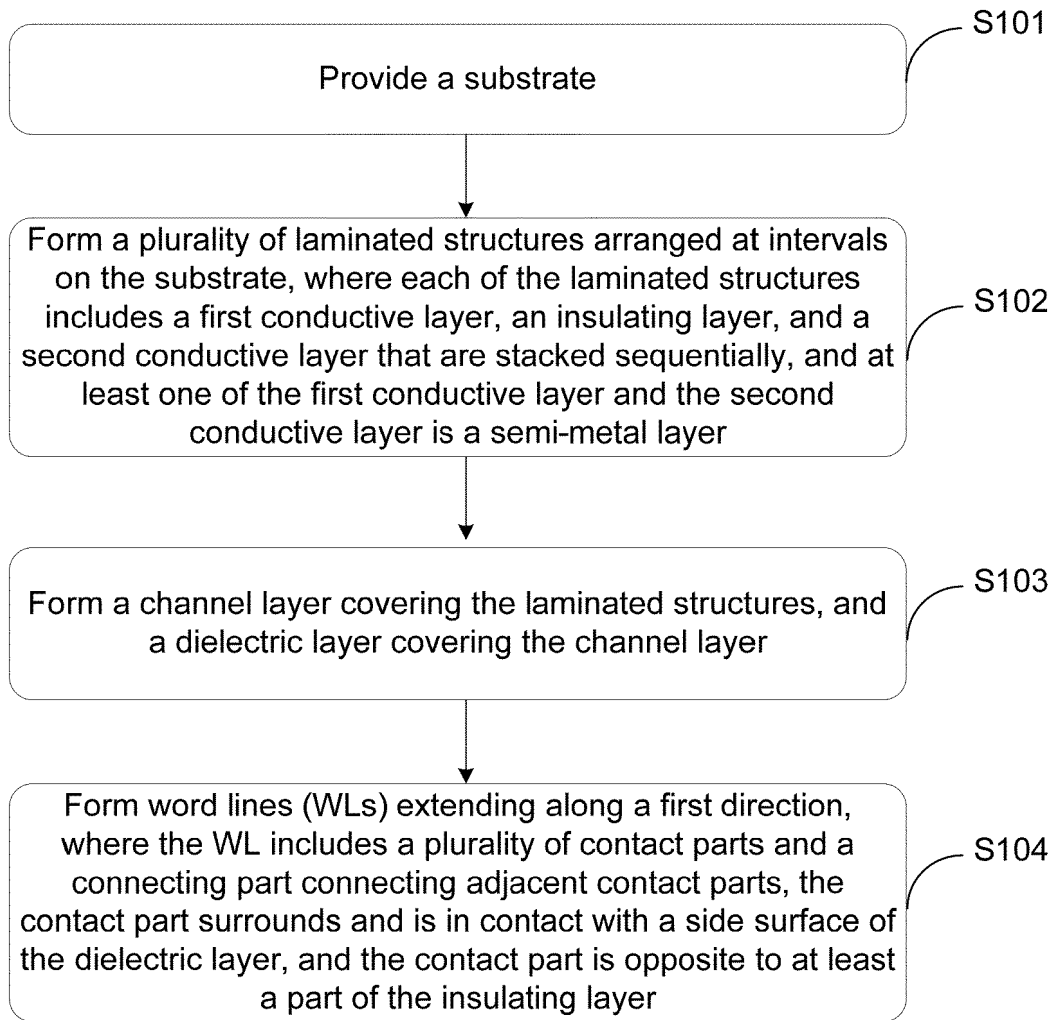 S101
Provide a substrate
Form a plurality of laminated structures arranged at intervals
on the substrate, where each of the laminated structures
includes a first conductive layer, an insulating layer, and a
second conductive layer that are stacked sequentially, and at
least one of the first conductive layer and the second
conductive layer is a semi-metal layer
S102
Form a channel layer covering the laminated structures, and
a dielectric layer covering the channel layer
S103
Form word lines (WLs) extending along a first direction,
where the WL includes a plurality of contact parts and a
connecting part connecting adjacent contact parts, the
contact part surrounds and is in contact with a side surface of
the dielectric layer, and the contact part is opposite to at least
a part of the insulating layer
S104